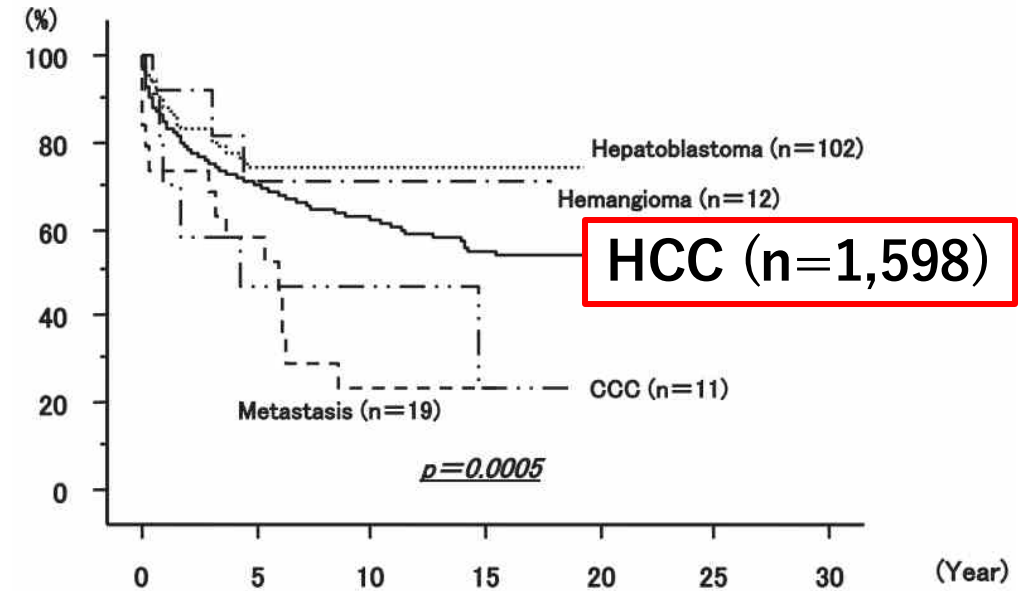 (%)
100
80
60
40
20
0
Hepatoblastoma (n=102)
Hemangioma (n=12)
HCC (n=1,598)
CCC (n=11)
Metastasis (n=19)
p=0.0005
0 5 10 15 20 25 30 (Year)